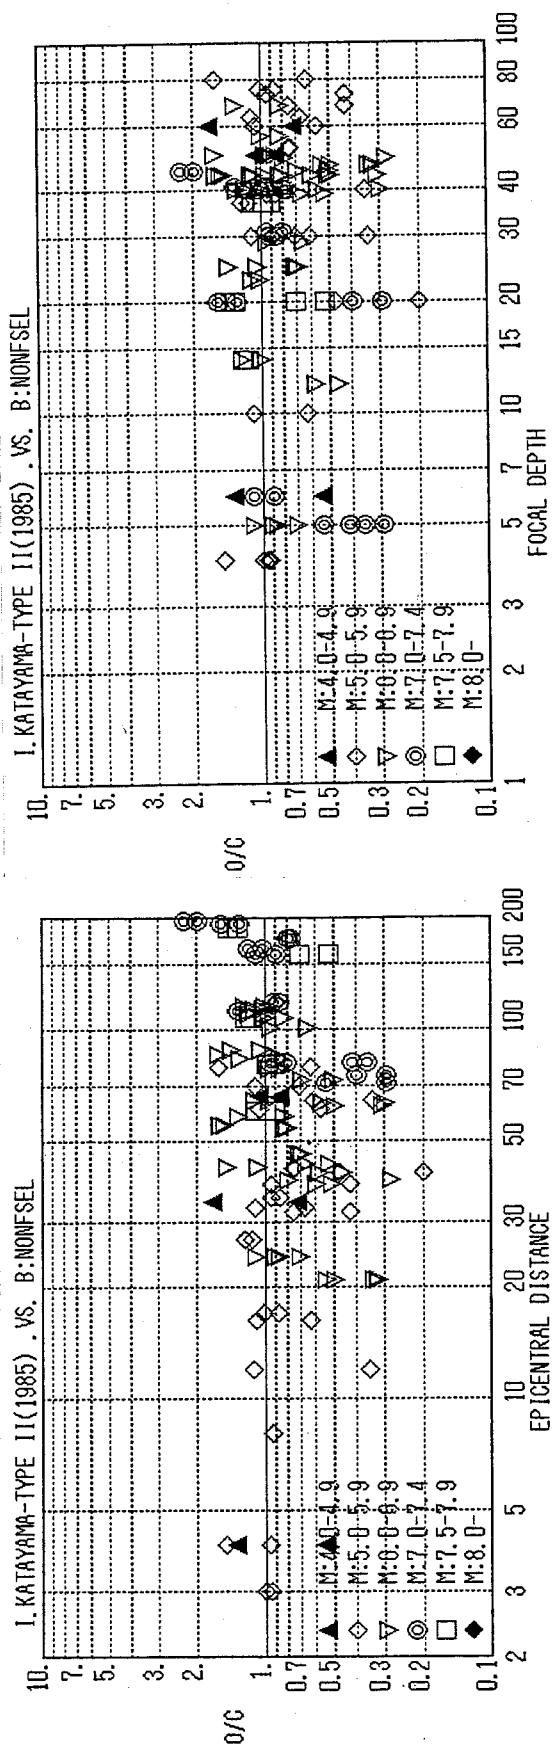 I.KATAYAMA-TYPE II(1985) .VS. B:NONFSEL
10.
7.
5.
3.
2.
1.
0.7
0.5
0.3
0.2
0.1
O/C
M:4.0-4.9
M:5.0-5.9
M:6.0-6.9
M:7.0-7.4
M:7.5-7.9
M:8.0-
2 3 5 10 20 30 50 70 100 150 200
EPICENTRAL DISTANCE
I.KATAYAMA-TYPE II(1985) .VS. B:NONFSEL
10.
7.
5.
3.
2.
1.
0.7
0.5
0.3
0.2
0.1
O/C
M:4.0-4.9
M:5.0-5.9
M:6.0-6.9
M:7.0-7.4
M:7.5-7.9
M:8.0-
1 2 3 5 7 10 15 20 30 40 60 80 100
FOCAL DEPTH